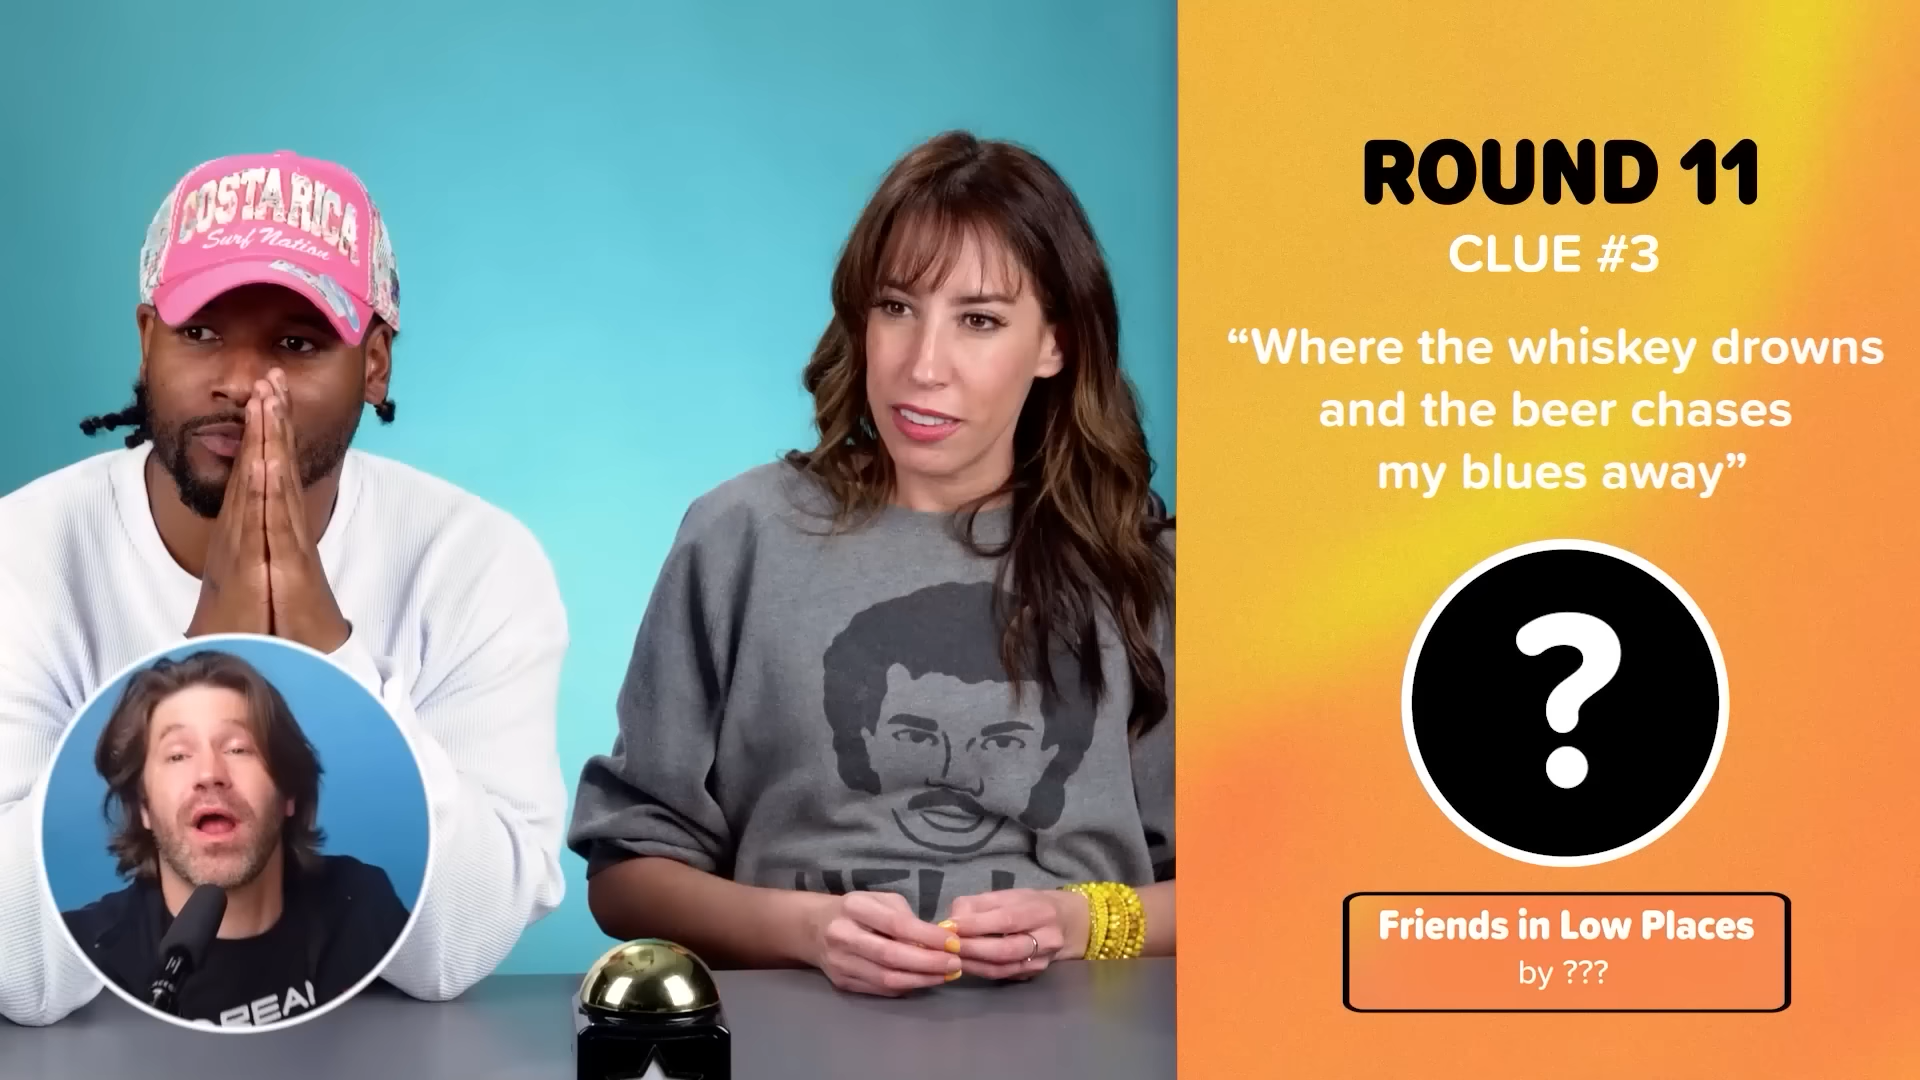 COSTA RICA
Surf Nation
ROUND 11
CLUE #3
“Where the whiskey drowns
and the beer chases
my blues away”
?
Friends in Low Places
by ???